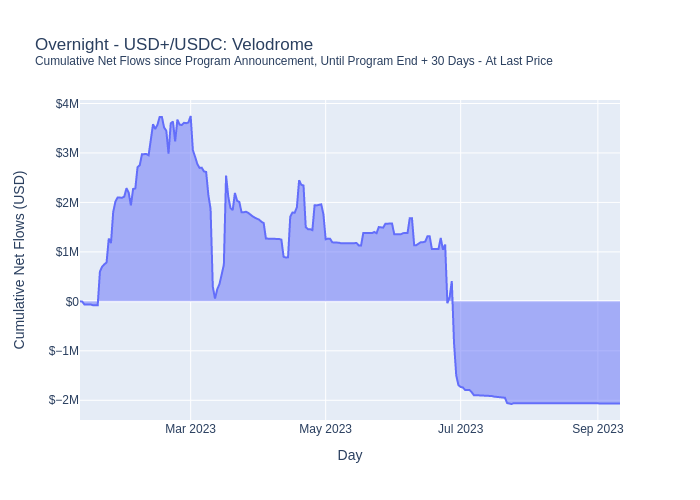 Overnight - USD+/USDC: Velodrome
Cumulative Net Flows since Program Announcement, Until Program End + 30 Days - At Last Price
$4M
$3M
$2M
$1M
$0
$−1M
$−2M
Cumulative Net Flows (USD)
Mar 2023
May 2023
Jul 2023
Sep 2023
Day